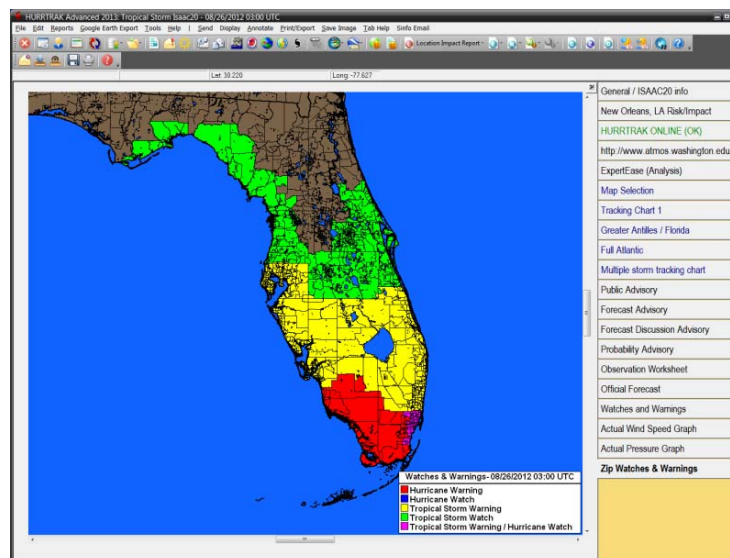 HURRTRAK Advanced 2013: Tropical Storm Isaac20 - 08/26/2012 03:00 UTC
File Edit Reports Google Earth Export Tools Help | Send Display Annotate Print/Export Save Image Tab Help Sinfo Email
Location Impact Report
Lat: 30.220 Long: -77.627
General / ISAAC20 info
New Orleans, LA Risk/Impact
HURRTRAK ONLINE (OK)
http://www.atmos.washington.edu
ExpertEase (Analysis)
Map Selection
Tracking Chart 1
Greater Antilles / Florida
Full Atlantic
Multiple storm tracking chart
Public Advisory
Forecast Advisory
Forecast Discussion Advisory
Probability Advisory
Observation Worksheet
Official Forecast
Watches and Warnings
Actual Wind Speed Graph
Actual Pressure Graph
Zip Watches & Warnings
Watches & Warnings- 08/26/2012 03:00 UTC
Hurricane Warning
Hurricane Watch
Tropical Storm Warning
Tropical Storm Watch
Tropical Storm Warning / Hurricane Watch